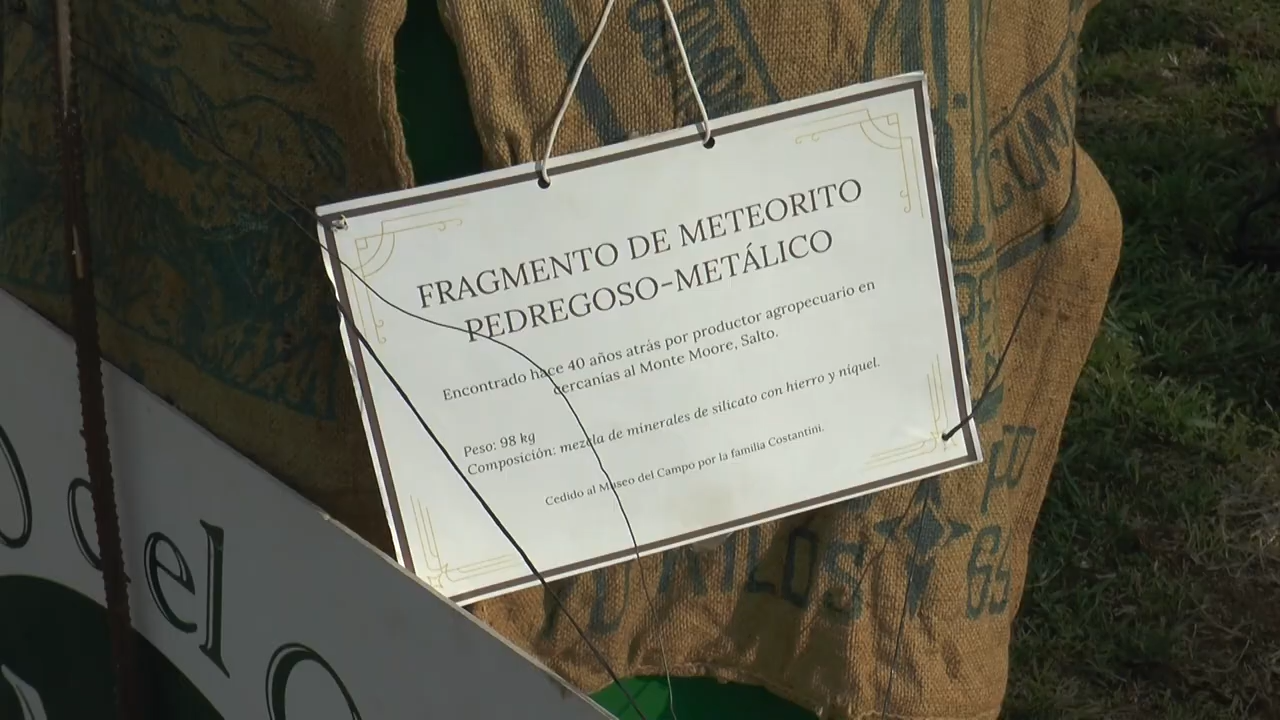 FRAGMENTO DE METEORITO
PEDREGOSO-METÁLICO
Encontrado hace 40 años atrás por productor agropecuario en
cercanías al Monte Moore, Salto.
Peso: 98 kg
Composición: mezcla de minerales de silicato con hierro y niquel.
Cedido al Museo del Campo por la familia Costantini.
KILOS
65
del